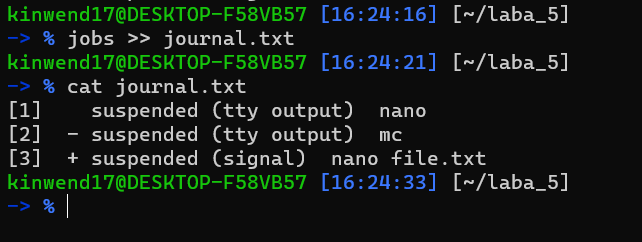 kinwend17@DESKTOP-F58VB57 [16:24:16] [~/laba_5]
-> % jobs >> journal.txt
kinwend17@DESKTOP-F58VB57 [16:24:21] [~/laba_5]
-> % cat journal.txt
[1]    suspended (tty output)  nano
[2]  - suspended (tty output)  mc
[3]  + suspended (signal)  nano file.txt
kinwend17@DESKTOP-F58VB57 [16:24:33] [~/laba_5]
-> %